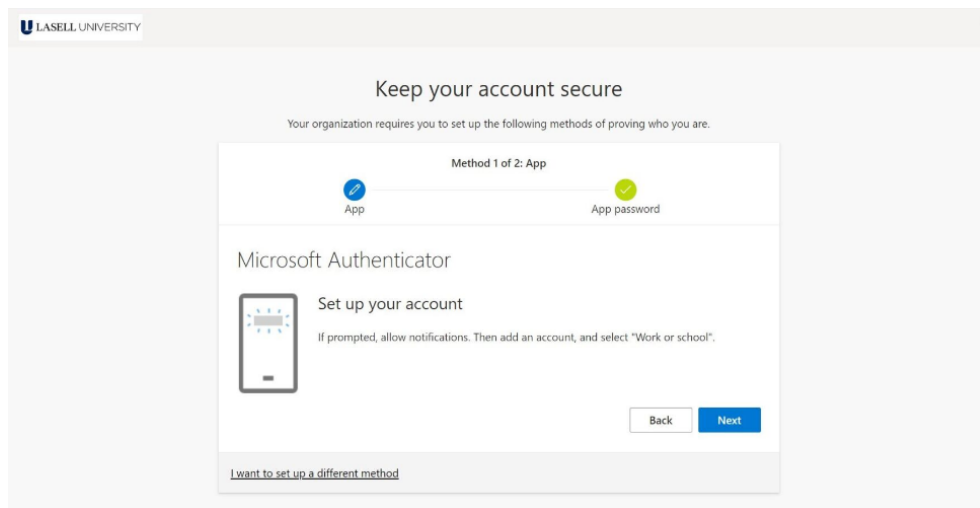 LASELL UNIVERSITY
Keep your account secure
Your organization requires you to set up the following methods of proving who you are.
Method 1 of 2: App
App
App password
Microsoft Authenticator
Set up your account
If prompted, allow notifications. Then add an account, and select "Work or school".
Back
Next
I want to set up a different method